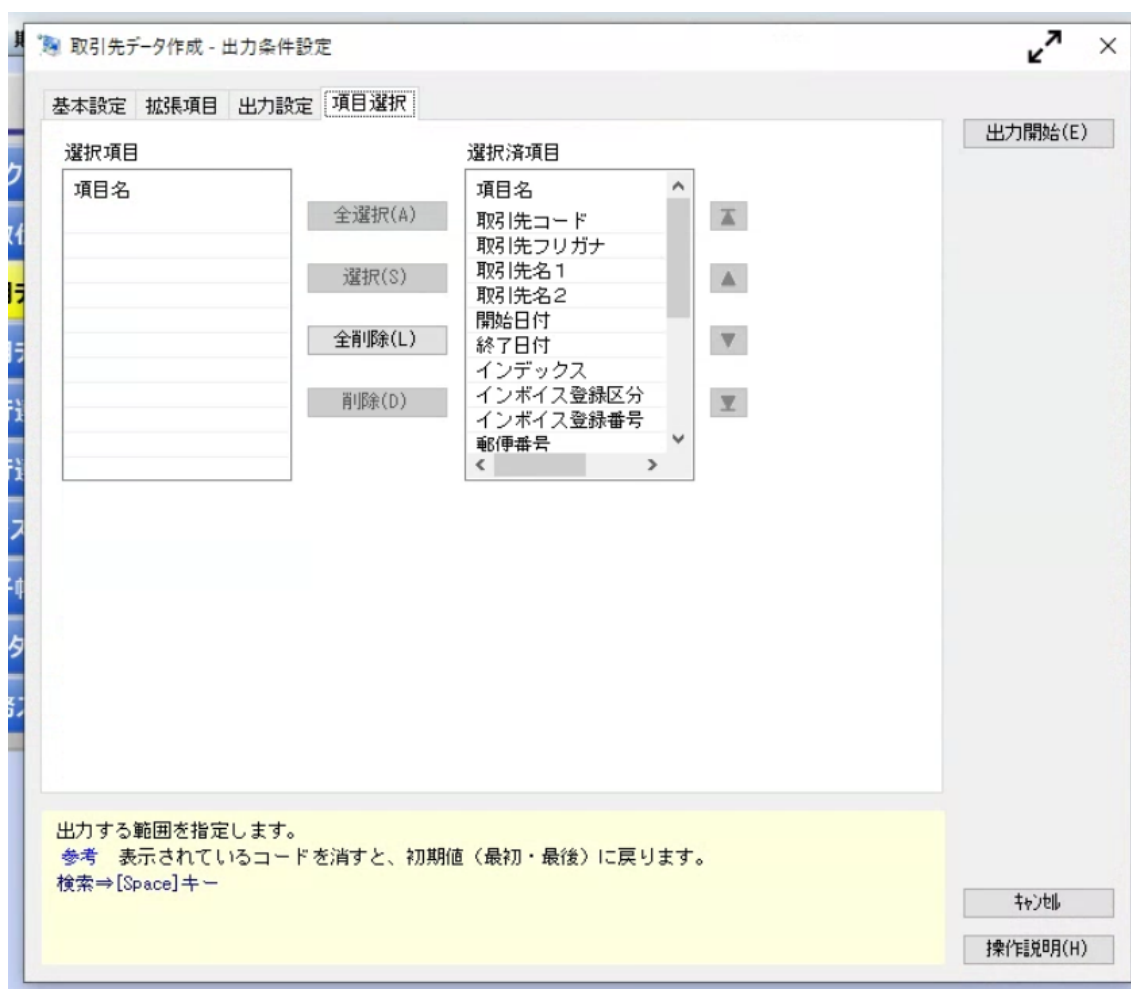 取引先データ作成 - 出力条件設定
基本設定 拡張項目 出力設定 項目選択
出力開始(E)
選択項目
項目名
全選択(A)
選択(S)
全削除(L)
削除(D)
選択済項目
項目名
取引先コード
取引先フリガナ
取引先名1
取引先名2
開始日付
終了日付
インデックス
インボイス登録区分
インボイス登録番号
郵便番号
出力する範囲を指定します。
参考 表示されているコードを消すと、初期値（最初・最後）に戻ります。
検索⇒[Space]キー
ｷｬﾝｾﾙ
操作説明(H)